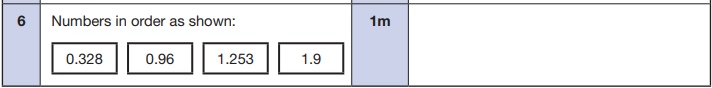 6 Numbers in order as shown: 1m
0.328 0.96 1.253 1.9